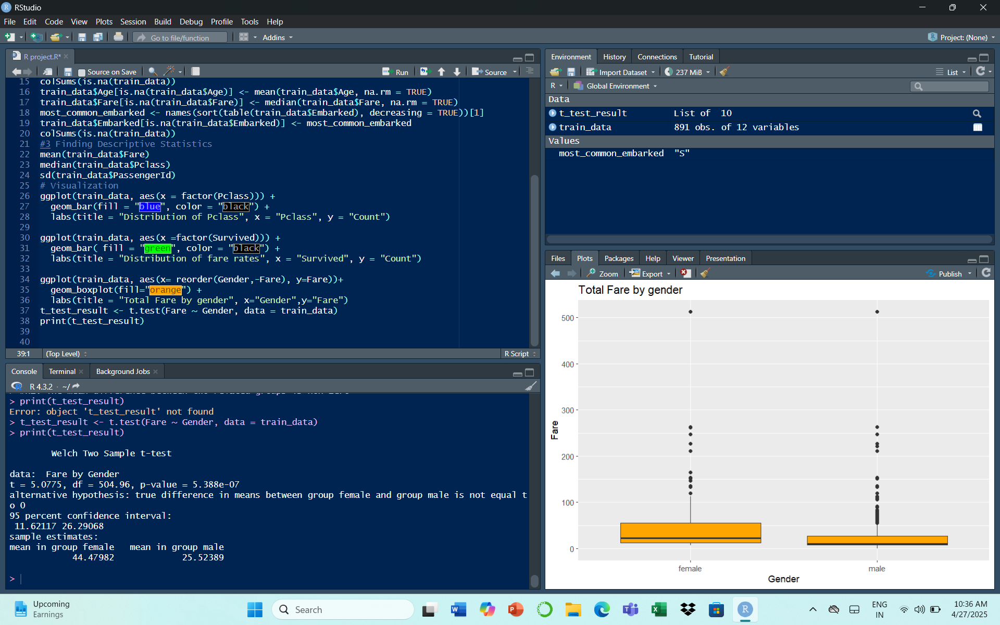 RStudio
File Edit Code View Plots Session Build Debug Profile Tools Help
Go to file/function Addins Project: (None)
R project.R*
Source on Save Run Source
15 colSums(is.na(train_data))
16 train_data$Age[is.na(train_data$Age)] <- mean(train_data$Age, na.rm = TRUE)
17 train_data$Fare[is.na(train_data$Fare)] <- median(train_data$Fare, na.rm = TRUE)
18 most_common_embarked <- names(sort(table(train_data$Embarked), decreasing = TRUE))[1]
19 train_data$Embarked[is.na(train_data$Embarked)] <- most_common_embarked
20 colSums(is.na(train_data))
21 #3 Finding Descriptive Statistics
22 mean(train_data$Fare)
23 median(train_data$Pclass)
24 sd(train_data$PassengerId)
25 # Visualization
26 ggplot(train_data, aes(x = factor(Pclass))) +
27 geom_bar(fill = "blue", color = "black") +
28 labs(title = "Distribution of Pclass", x = "Pclass", y = "Count")
29
30 ggplot(train_data, aes(x =factor(Survived))) +
31 geom_bar( fill = "green", color = "black") +
32 labs(title = "Distribution of fare rates", x = "Survived", y = "Count")
33
34 ggplot(train_data, aes(x= reorder(Gender,-Fare), y=Fare))+
35 geom_boxplot(fill="orange") +
36 labs(title = "Total Fare by gender", x="Gender",y="Fare")
37 t_test_result <- t.test(Fare ~ Gender, data = train_data)
38 print(t_test_result)
39
40
39:1 (Top Level) R Script
Console Terminal Background Jobs
R 4.3.2 · ~/
> print(t_test_result)
Error: object 't_test_result' not found
> t_test_result <- t.test(Fare ~ Gender, data = train_data)
> print(t_test_result)
Welch Two Sample t-test
data: Fare by Gender
t = 5.0775, df = 504.96, p-value = 5.388e-07
alternative hypothesis: true difference in means between group female and group male is not equal t
o 0
95 percent confidence interval:
11.62117 26.29068
sample estimates:
mean in group female mean in group male
44.47982 25.52389
>
Environment History Connections Tutorial
Import Dataset 237 MiB List
R Global Environment
Data
t_test_result List of 10
train_data 891 obs. of 12 variables
Values
most_common_embarked "S"
Files Plots Packages Help Viewer Presentation
Zoom Export Publish
Total Fare by gender
500
400
300
200
100
0
Fare
female male
Gender
Upcoming
Earnings
Search
ENG
IN
10:36 AM
4/27/2025